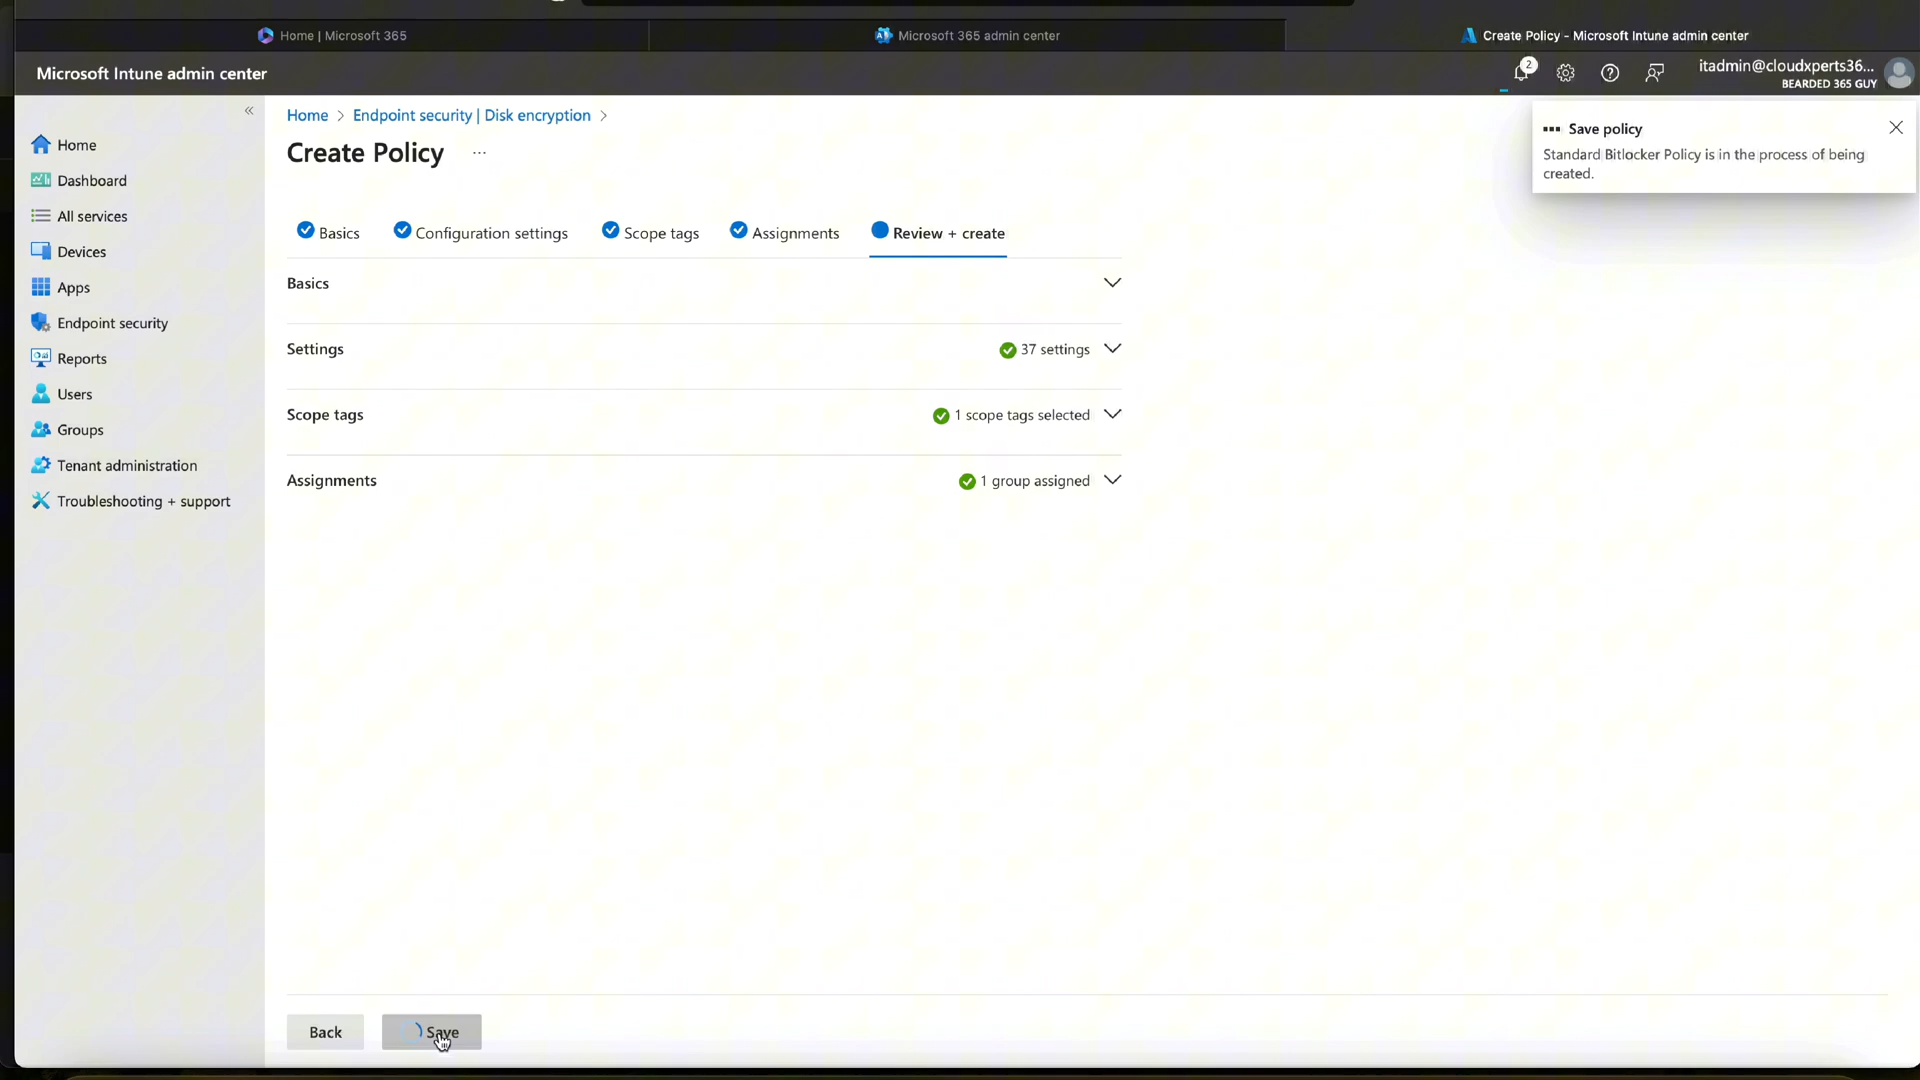 Home | Microsoft 365
Microsoft 365 admin center
Create Policy - Microsoft Intune admin center
Microsoft Intune admin center
2
itadmin@cloudxperts36...
BEARDED 365 GUY
Home > Endpoint security | Disk encryption >
Create Policy ...
Save policy
Standard Bitlocker Policy is in the process of being
created.
Home
Dashboard
All services
Devices
Apps
Endpoint security
Reports
Users
Groups
Tenant administration
Troubleshooting + support
Basics
Configuration settings
Scope tags
Assignments
Review + create
Basics
Settings
37 settings
Scope tags
1 scope tags selected
Assignments
1 group assigned
Back
Save